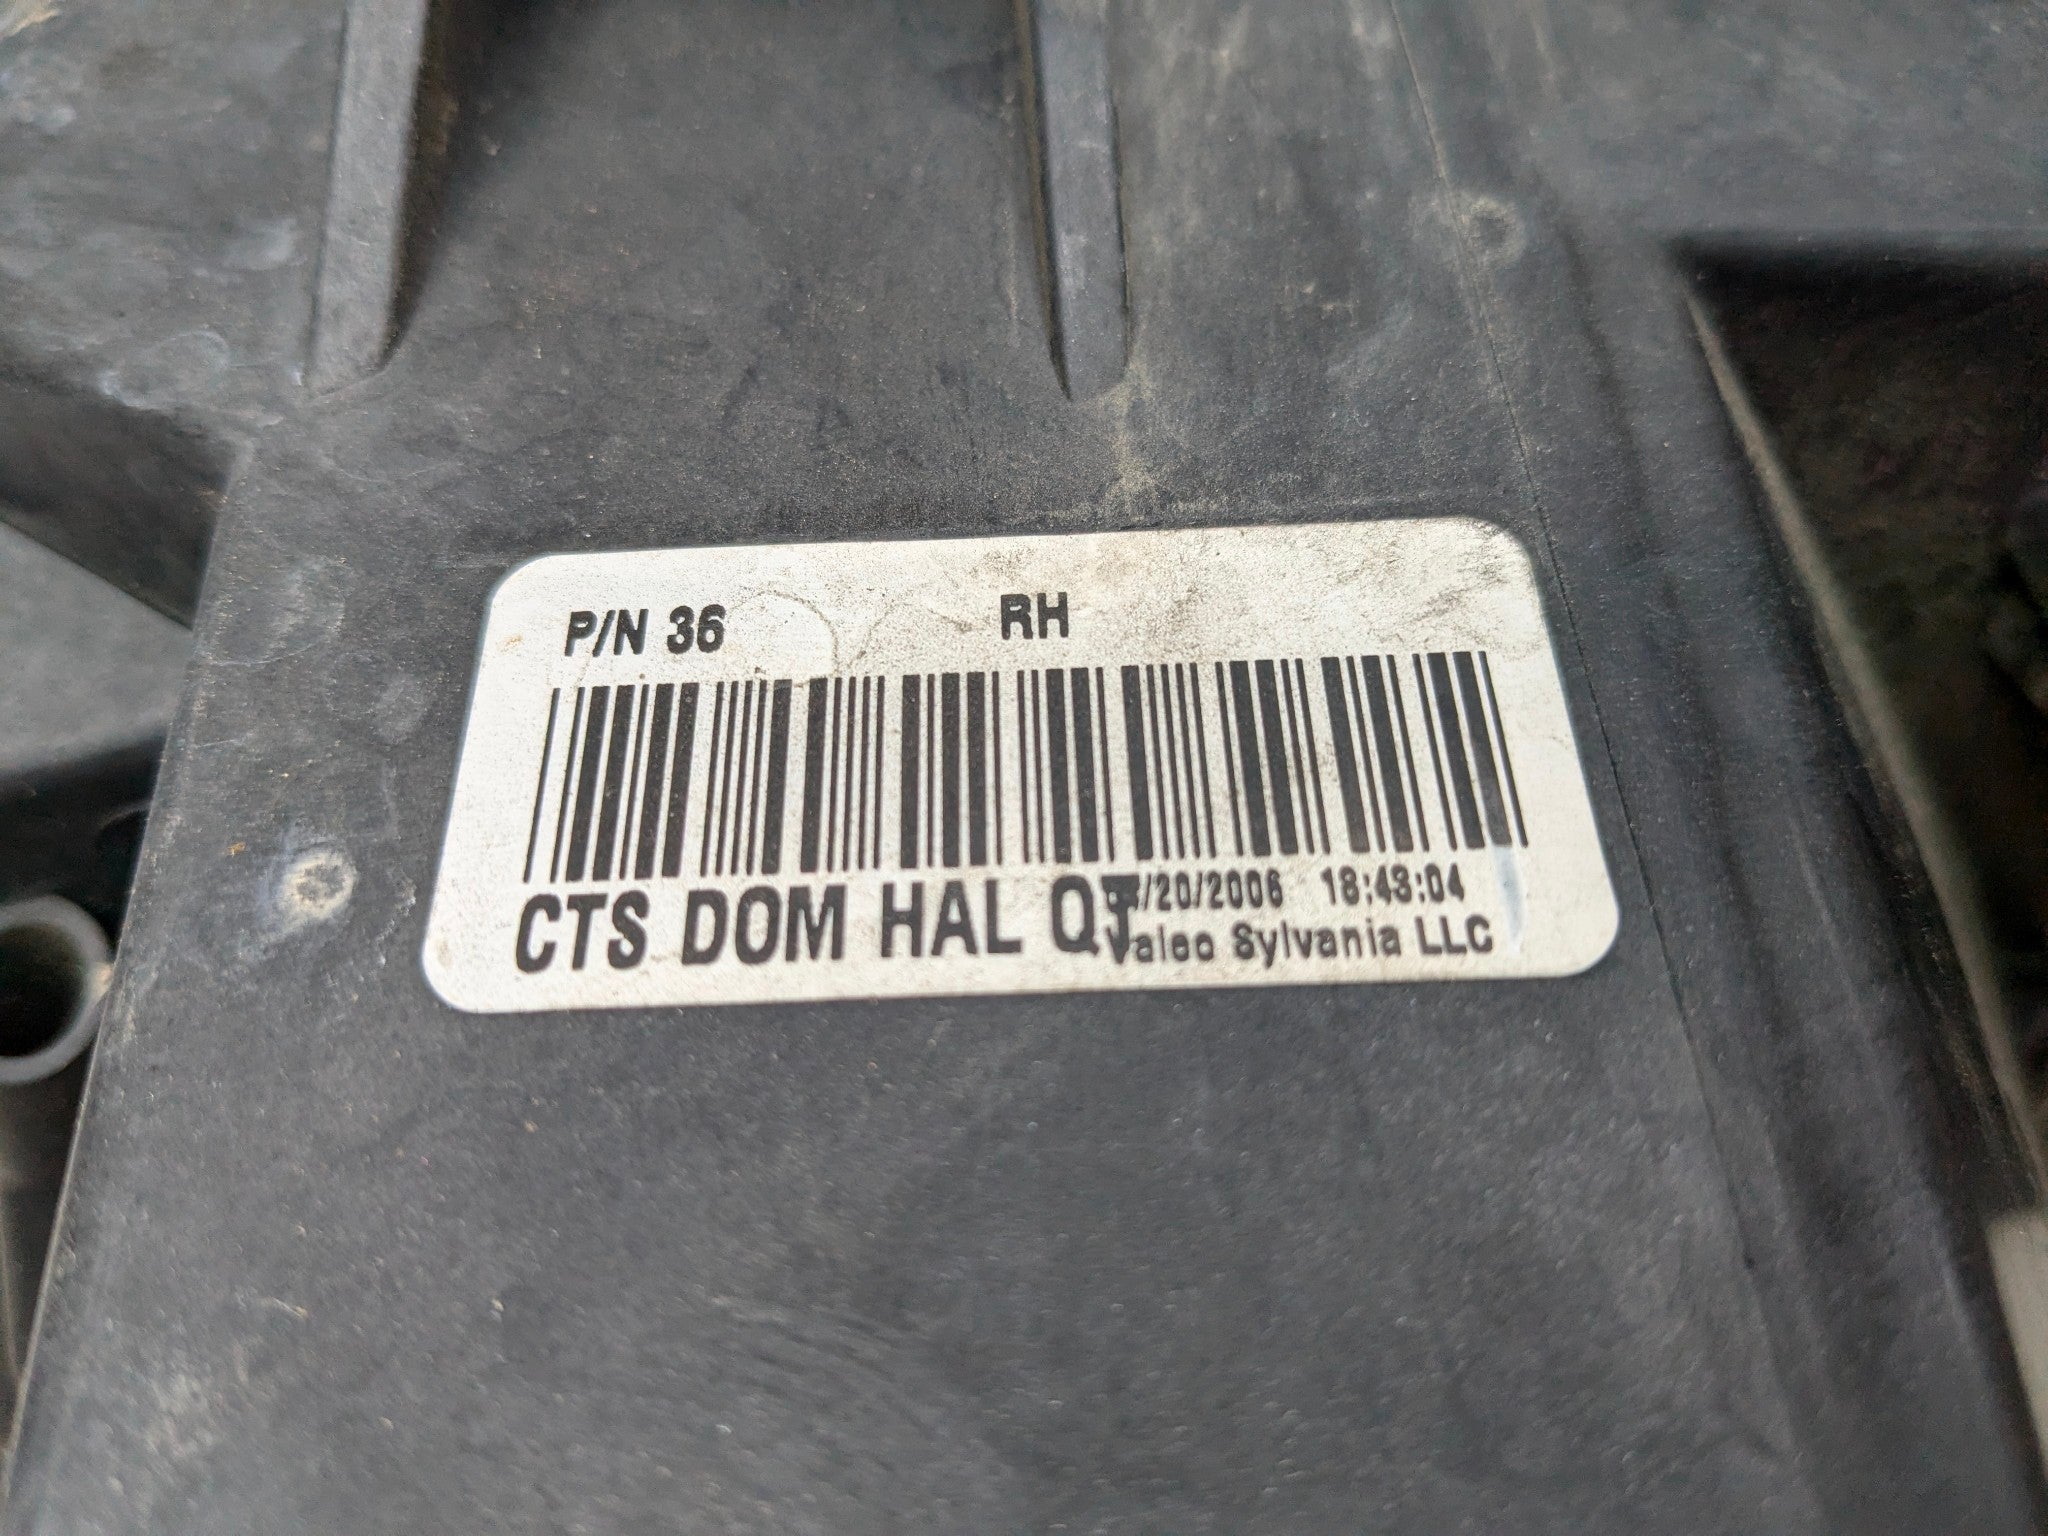 P/N 36 RH
/20/2006 18:43:04
CTS DOM HAL QT Valeo Sylvania LLC